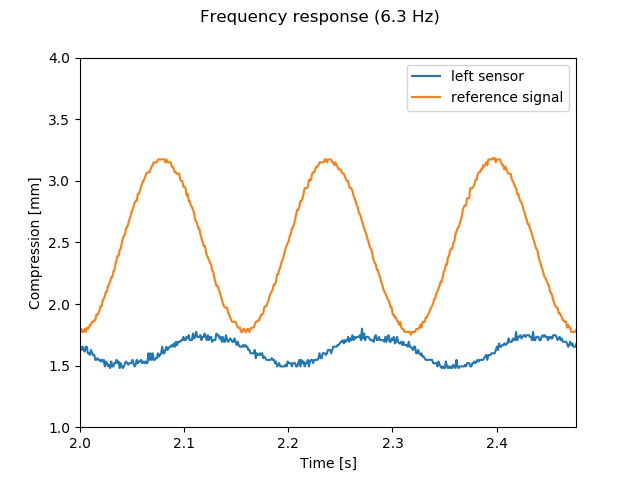 Frequency response (6.3 Hz)
left sensor
reference signal
4.0
3.5
3.0
2.5
2.0
1.5
1.0
Compression [mm]
2.0 2.1 2.2 2.3 2.4
Time [s]